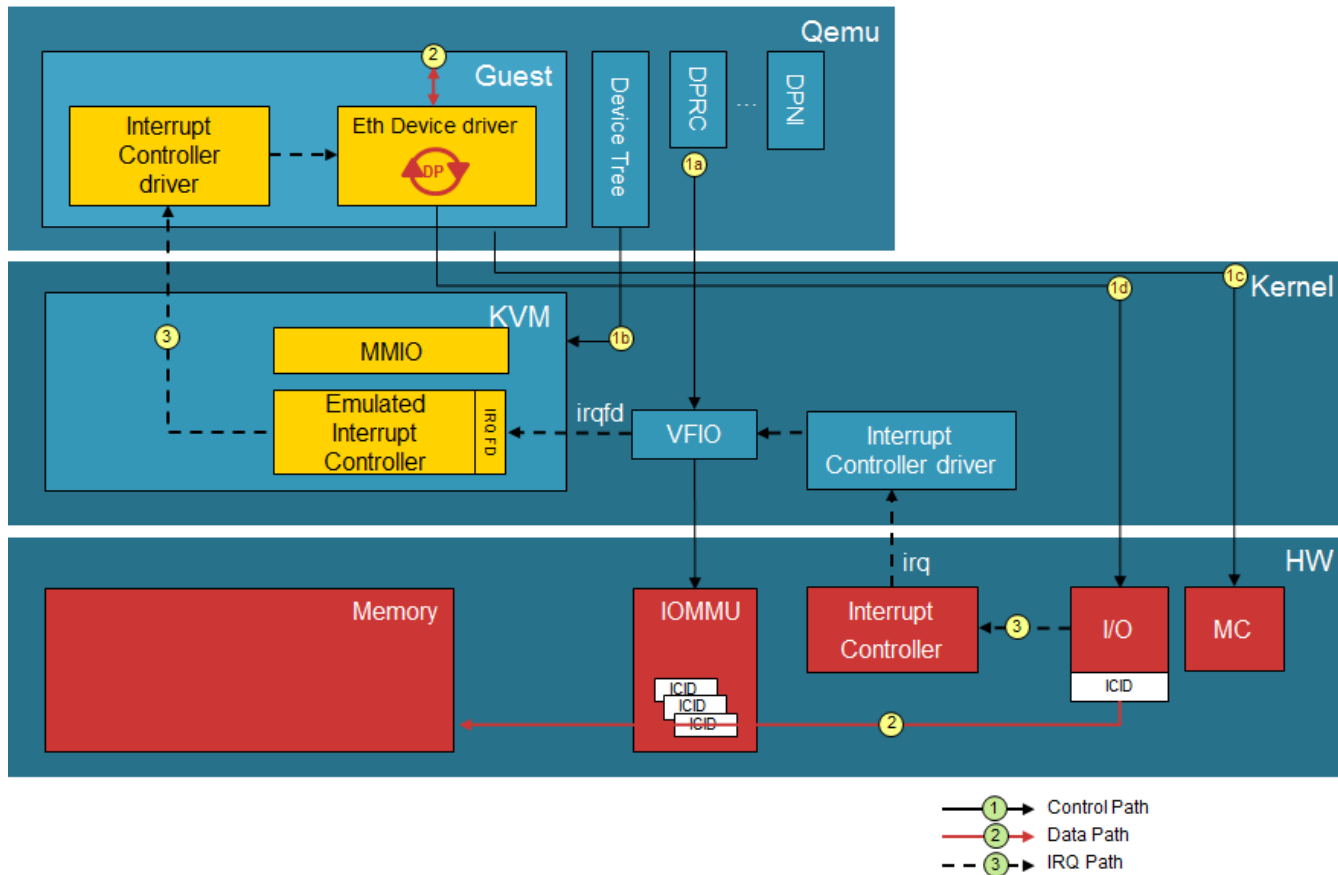 Qemu
2
Guest
Interrupt
Controller
driver
Eth Device driver
DP
Device Tree
DPRC
...
DPNI
1a
1c
Kernel
1d
KVM
1b
3
MMIO
Emulated
Interrupt
Controller
IRQ FD
irqfd
VFIO
Interrupt
Controller driver
HW
irq
Memory
IOMMU
Interrupt
Controller
3
I/O
MC
ICID
ICID
ICID
ICID
2
1 Control Path
2 Data Path
3 IRQ Path